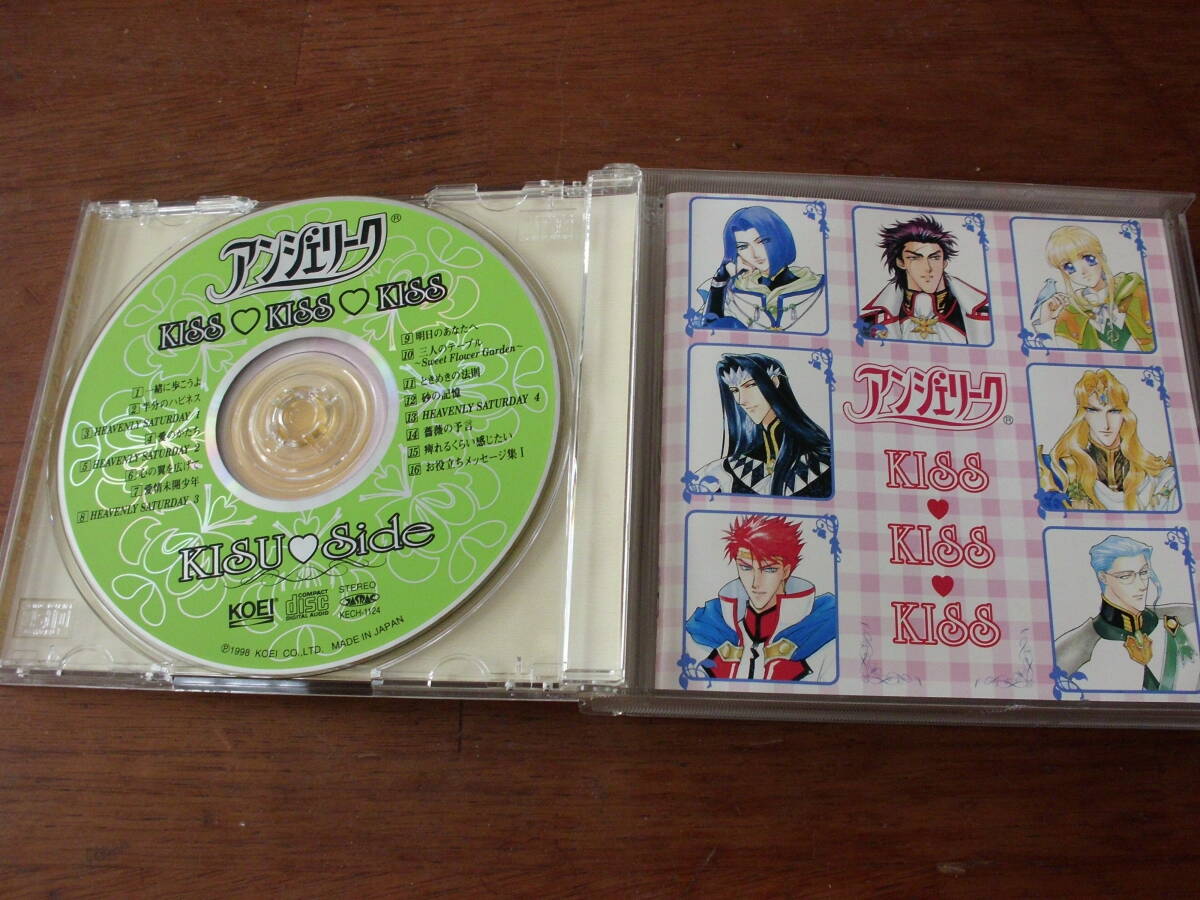 アンジェリーク®
KISS♡KISS♡KISS
1 一緒に歩こうよ
2 半分のハピネス
3 HEAVENLY SATURDAY 1
4 愛のかたち
5 HEAVENLY SATURDAY 2
6 心の翼を広げて
7 愛情未開少年
8 HEAVENLY SATURDAY 3
9 明日のあなたへ
10 三人のテーブル
~Sweet Flower Garden~
11 ときめきの法則
12 砂の記憶
13 HEAVENLY SATURDAY 4
14 薔薇の予言
15 痺れるくらい感じたい
16 お役立ちメッセージ集 I
KISU♥Side
KOEI®
COMPACT disc DIGITAL AUDIO
STEREO
JASRAC
KECH-1124
Ⓟ1998 KOEI CO.,LTD. MADE IN JAPAN
アンジェリーク®
KISS
♥
KISS
♥
KISS